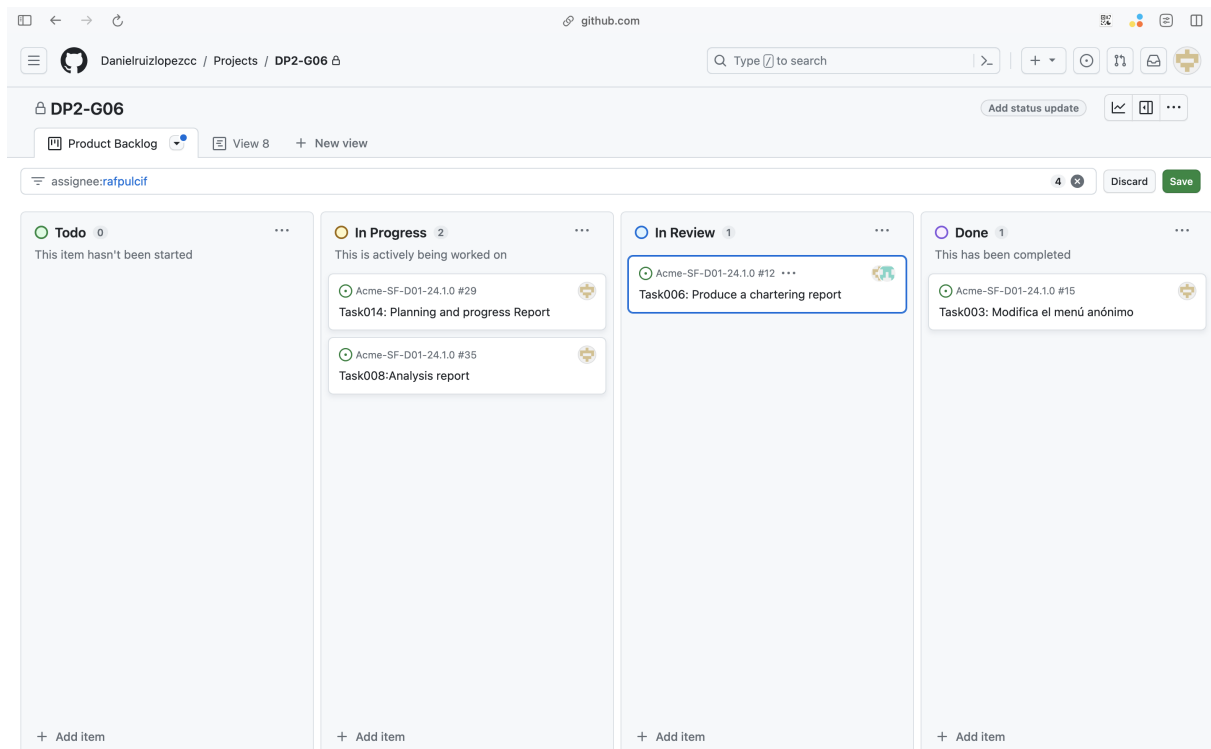 github.com
Danielruizlopezcc / Projects / DP2-G06
Type / to search
DP2-G06
Add status update
Product Backlog
View 8
New view
assignee:rafpulcif
4
Discard
Save
Todo 0
This item hasn't been started
Add item
In Progress 2
This is actively being worked on
Acme-SF-D01-24.1.0 #29
Task014: Planning and progress Report
Acme-SF-D01-24.1.0 #35
Task008:Analysis report
Add item
In Review 1
Acme-SF-D01-24.1.0 #12
Task006: Produce a chartering report
Add item
Done 1
This has been completed
Acme-SF-D01-24.1.0 #15
Task003: Modifica el menú anónimo
Add item